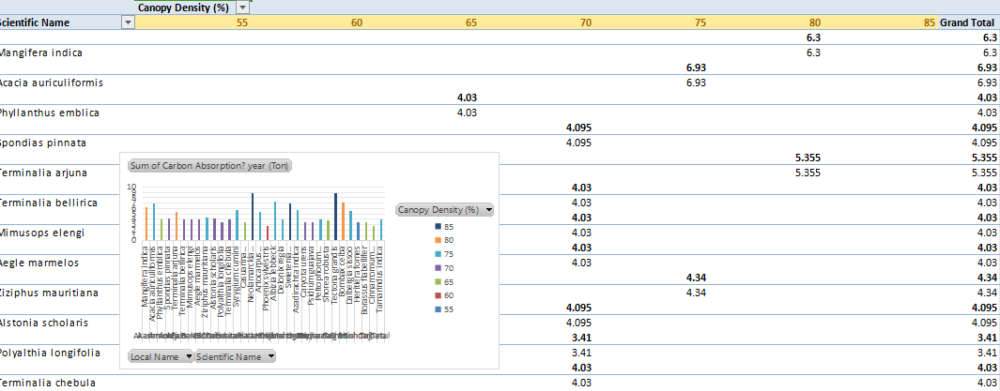 Canopy Density (%)
Scientific Name 55 60 65 70 75 80 85 Grand Total
6.3 6.3
Mangifera indica 6.3 6.3
6.93 6.93
Acacia auriculiformis 6.93 6.93
4.03 4.03
Phyllanthus emblica 4.03 4.03
4.095 4.095
Spondias pinnata 4.095 4.095
5.355 5.355
Terminalia arjuna 5.355 5.355
4.03 4.03
Terminalia bellirica 4.03 4.03
4.03 4.03
Mimusops elengi 4.03 4.03
4.03 4.03
Aegle marmelos 4.03 4.03
4.34 4.34
Ziziphus mauritiana 4.34 4.34
4.095 4.095
Alstonia scholaris 4.095 4.095
3.41 3.41
Polyalthia longifolia 3.41 3.41
4.03 4.03
Terminalia chebula 4.03 4.03
Sum of Carbon Absorption? year (Ton)
10
0
Mangifera indica
Acacia auriculiformis
Phyllanthus emblica
Spondias pinnata
Terminalia arjuna
Terminalia bellirica
Mimusops elengi
Aegle marmelos
Ziziphus mauritiana
Alstonia scholaris
Polyalthia longifolia
Terminalia chebula
Syzygium cumini
Casuarina…
Neolamarckia…
Artocarpus…
Phoenix sylvestris
Albizia lebbeck
Delonix regia
Swietenia…
Azadirachta indica
Caryota urens
Psidium guajava
Peltophorum…
Shorea robusta
Tectona grandis
Bombax ceiba
Dalbergia sissoo
Heritiera fomes
Borassus flabellifer
Cinnamomum…
Tamarindus indica
Canopy Density (%)
85
80
75
70
65
60
55
Local Name Scientific Name